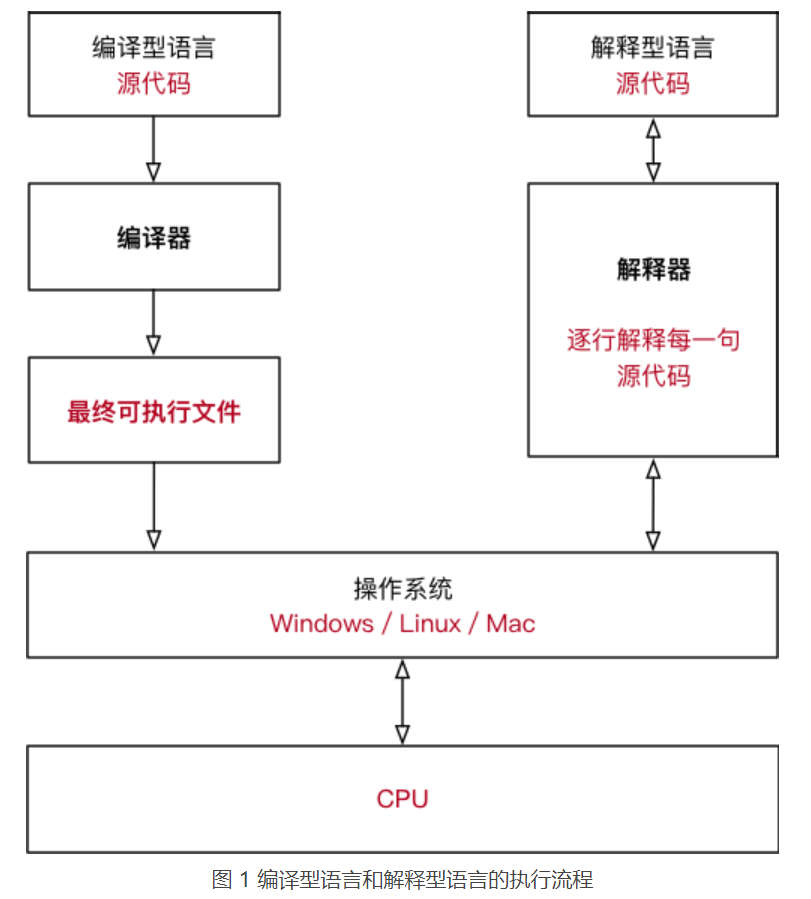 编译型语言
源代码
编译器
最终可执行文件
解释型语言
源代码
解释器
逐行解释每一句
源代码
操作系统
Windows / Linux / Mac
CPU
图 1 编译型语言和解释型语言的执行流程